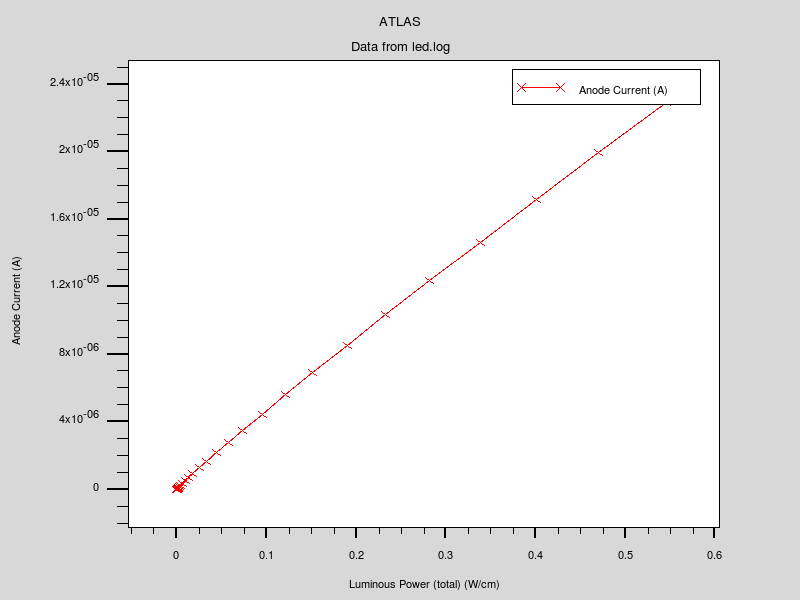 ATLAS
Data from led.log
Anode Current (A)
2.4x10-05
2x10-05
1.6x10-05
1.2x10-05
8x10-06
4x10-06
0
Anode Current (A)
0 0.1 0.2 0.3 0.4 0.5 0.6
Luminous Power (total) (W/cm)